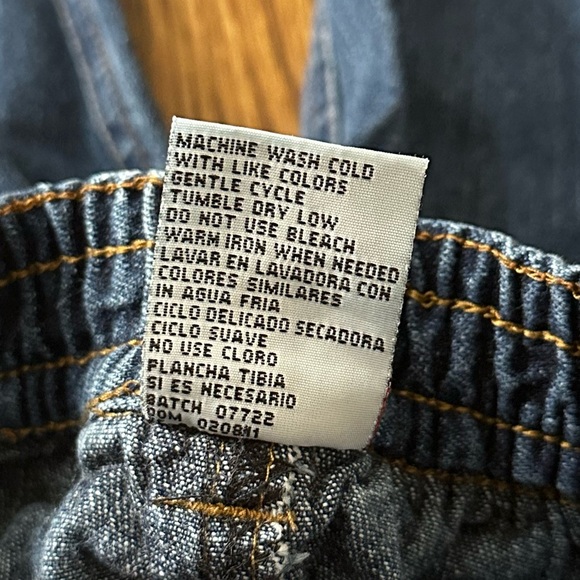 MACHINE WASH COLD
WITH LIKE COLORS
GENTLE CYCLE
TUMBLE DRY LOW
DO NOT USE BLEACH
WARM IRON WHEN NEEDED
LAVAR EN LAVADORA CON
COLORES SIMILARES
IN AGUA FRIA
CICLO DELICADO SECADORA
CICLO SUAVE
NO USE CLORO
PLANCHA TIBIA
SI ES NECESARIO
BATCH 07722
DOM